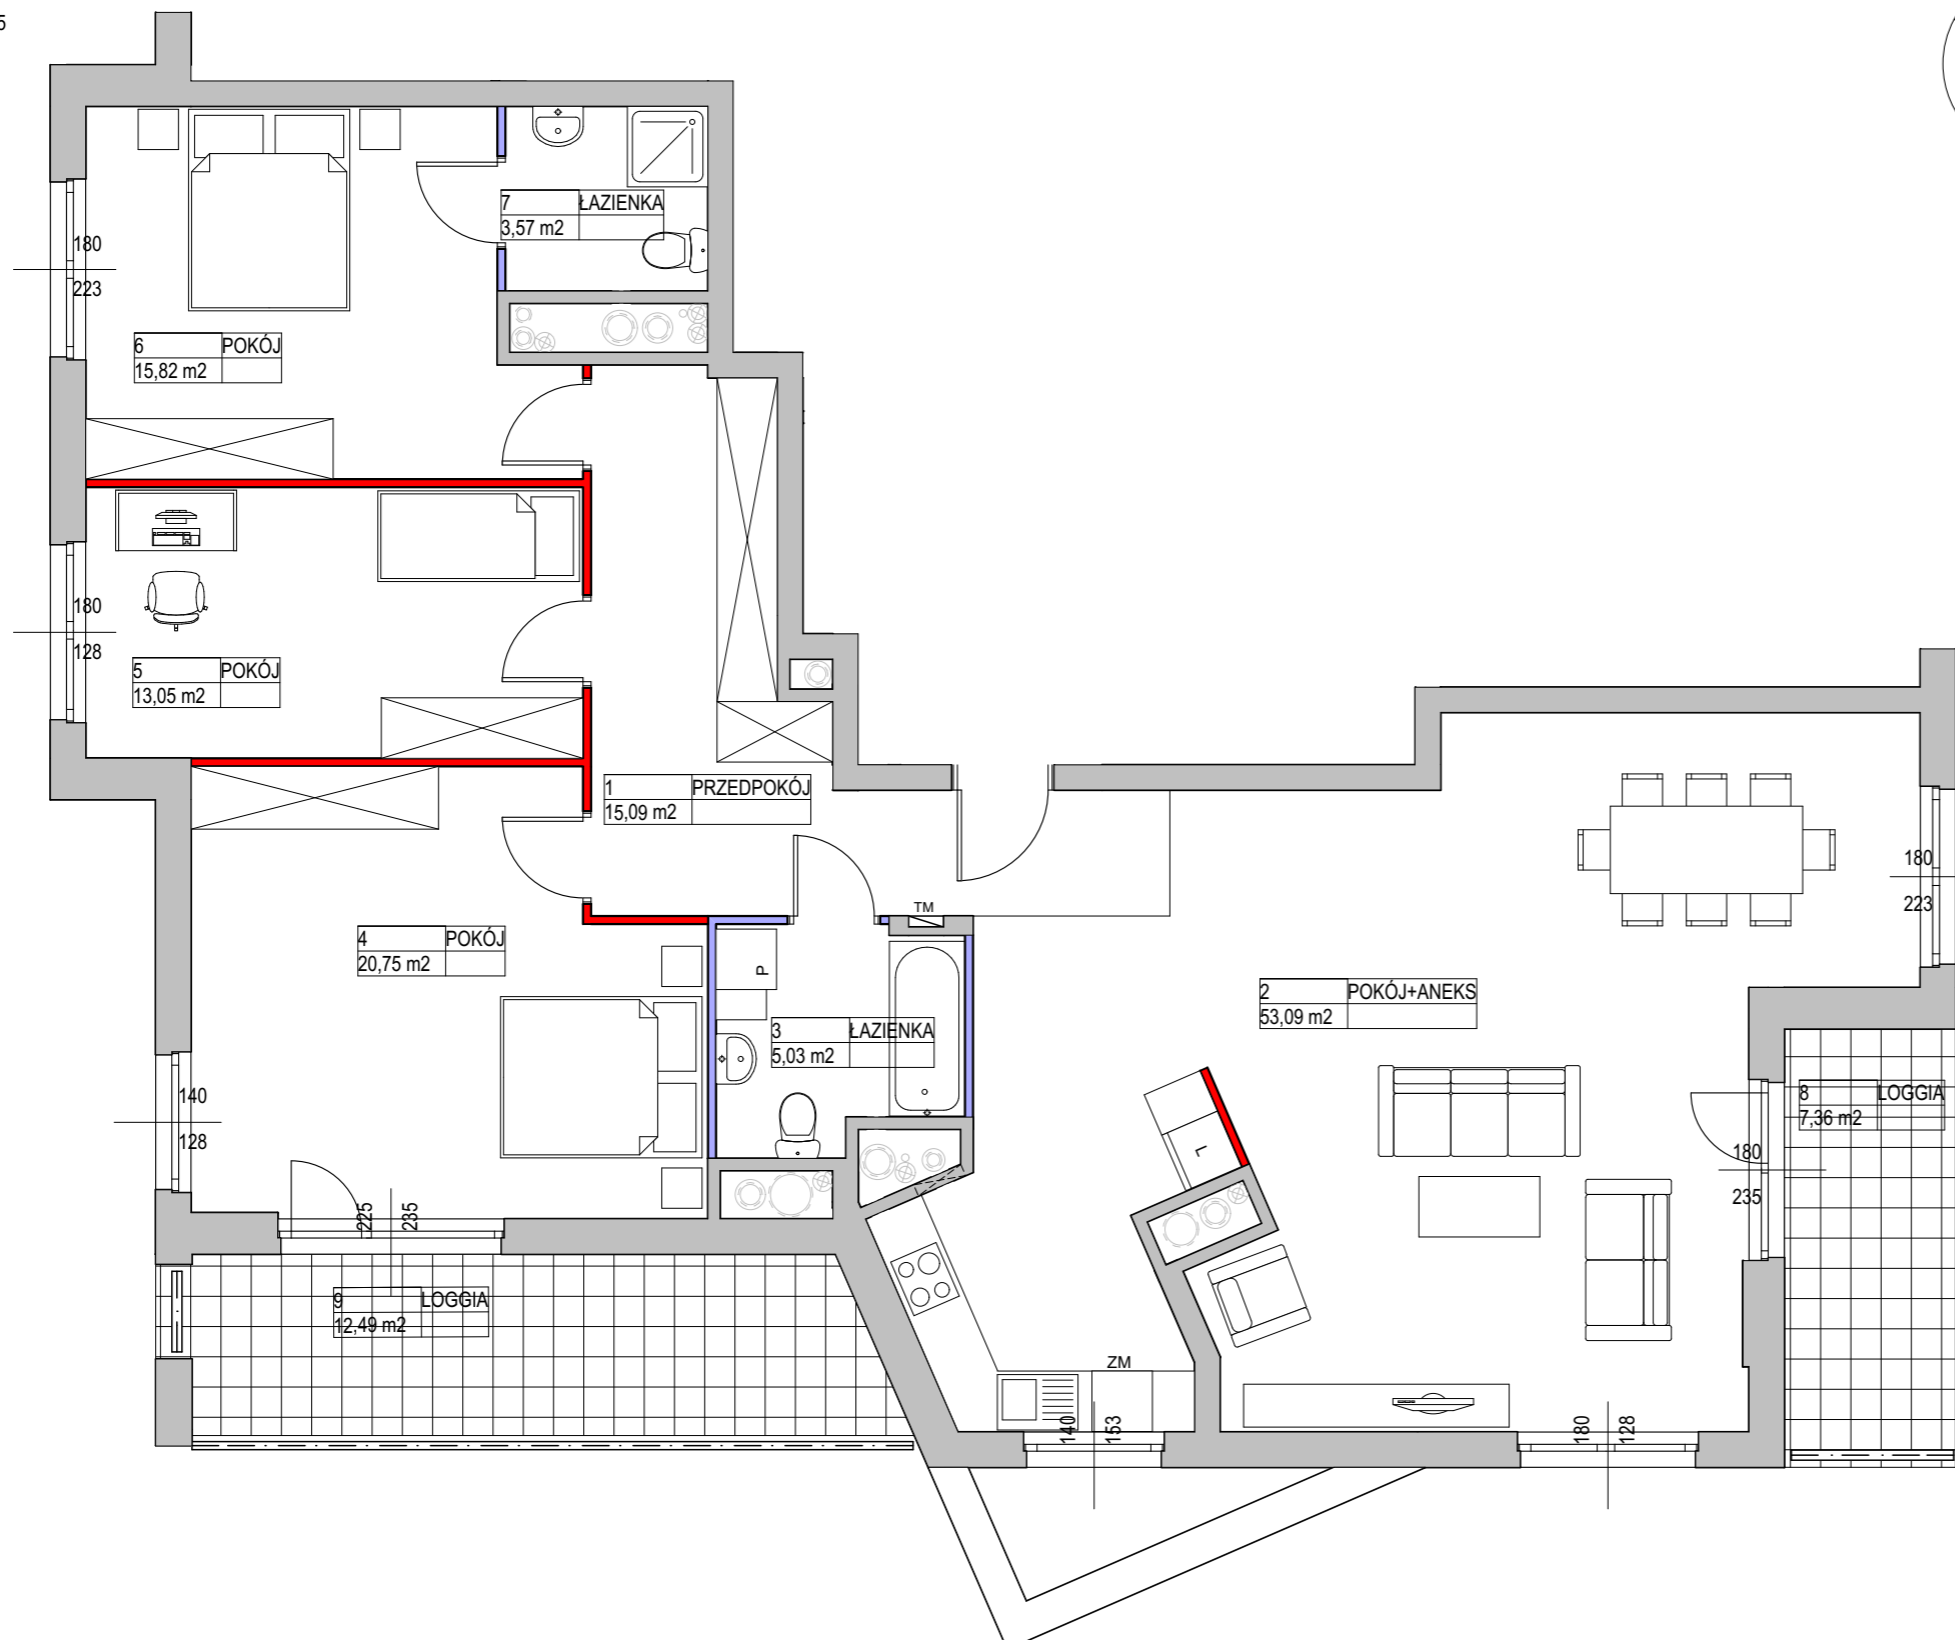 5
7 ŁAZIENKA
3,57 m2
180
223
6 POKÓJ
15,82 m2
180
128
5 POKÓJ
13,05 m2
1 PRZEDPOKÓJ
15,09 m2
180
223
TM
4 POKÓJ
20,75 m2
P
2 POKÓJ+ANEKS
53,09 m2
3 ŁAZIENKA
5,03 m2
140
128
8 LOGGIA
7,36 m2
L
180
235
225
235
9 LOGGIA
12,49 m2
ZM
140
153
180
128